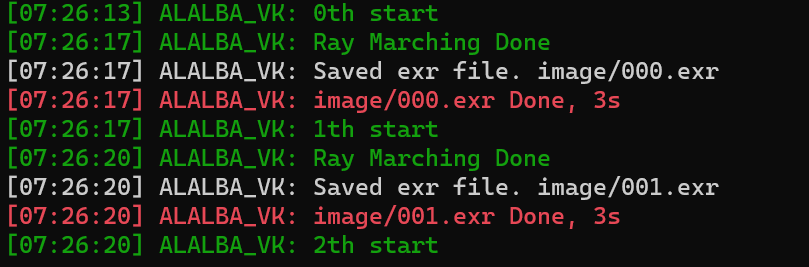 [07:26:13] ALALBA_VK: 0th start
[07:26:17] ALALBA_VK: Ray Marching Done
[07:26:17] ALALBA_VK: Saved exr file. image/000.exr
[07:26:17] ALALBA_VK: image/000.exr Done, 3s
[07:26:17] ALALBA_VK: 1th start
[07:26:20] ALALBA_VK: Ray Marching Done
[07:26:20] ALALBA_VK: Saved exr file. image/001.exr
[07:26:20] ALALBA_VK: image/001.exr Done, 3s
[07:26:20] ALALBA_VK: 2th start